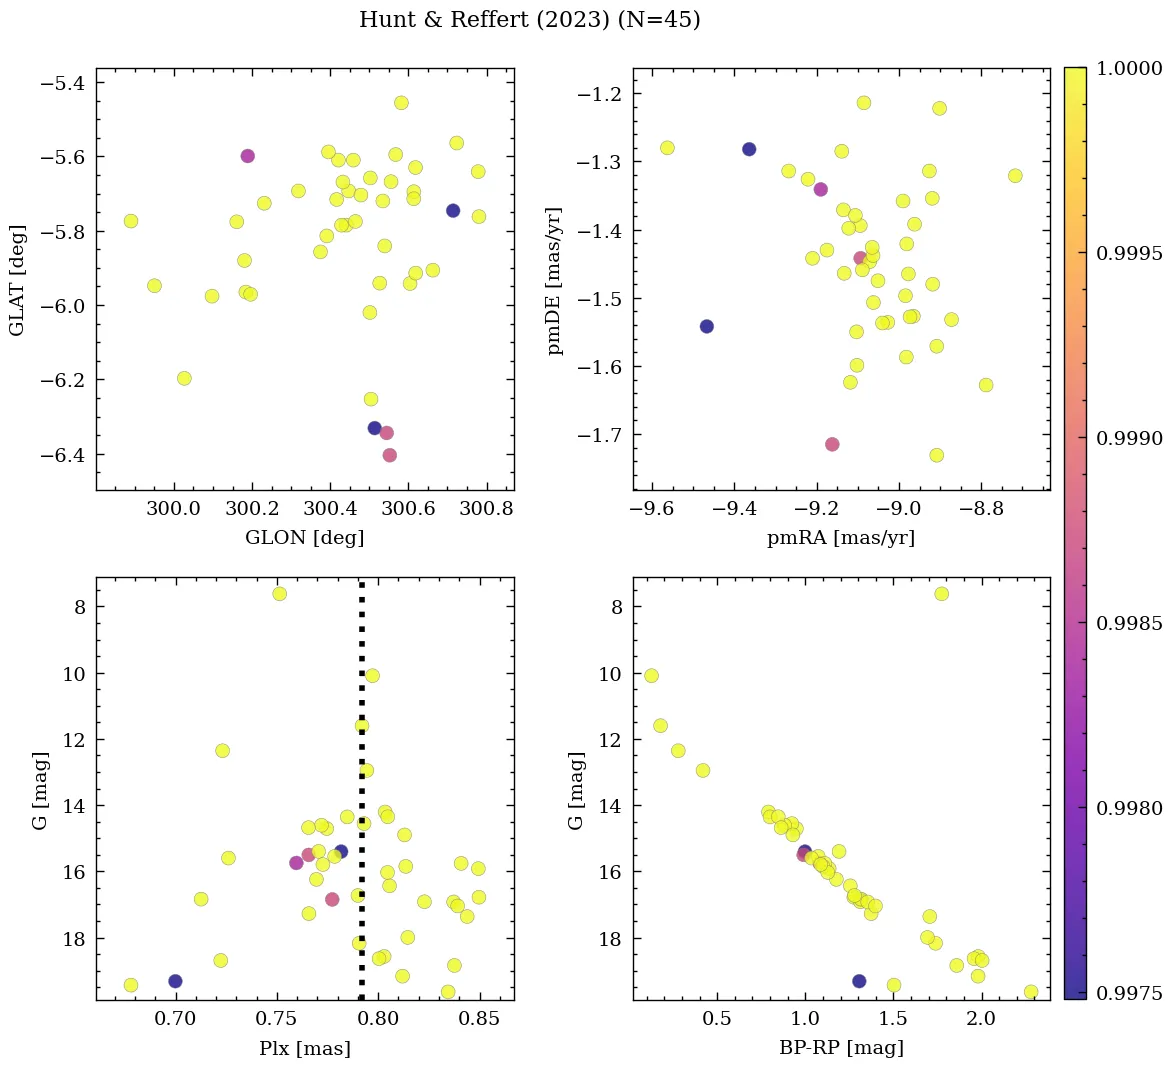 Hunt & Reffert (2023) (N=45)
−5.4
−5.6
−5.8
−6.0
−6.2
−6.4
GLAT [deg]
300.0 300.2 300.4 300.6 300.8
GLON [deg]
−1.2
−1.3
−1.4
−1.5
−1.6
−1.7
pmDE [mas/yr]
−9.6 −9.4 −9.2 −9.0 −8.8
pmRA [mas/yr]
8
10
12
14
16
18
G [mag]
0.70 0.75 0.80 0.85
Plx [mas]
8
10
12
14
16
18
G [mag]
0.5 1.0 1.5 2.0
BP-RP [mag]
1.0000
0.9995
0.9990
0.9985
0.9980
0.9975